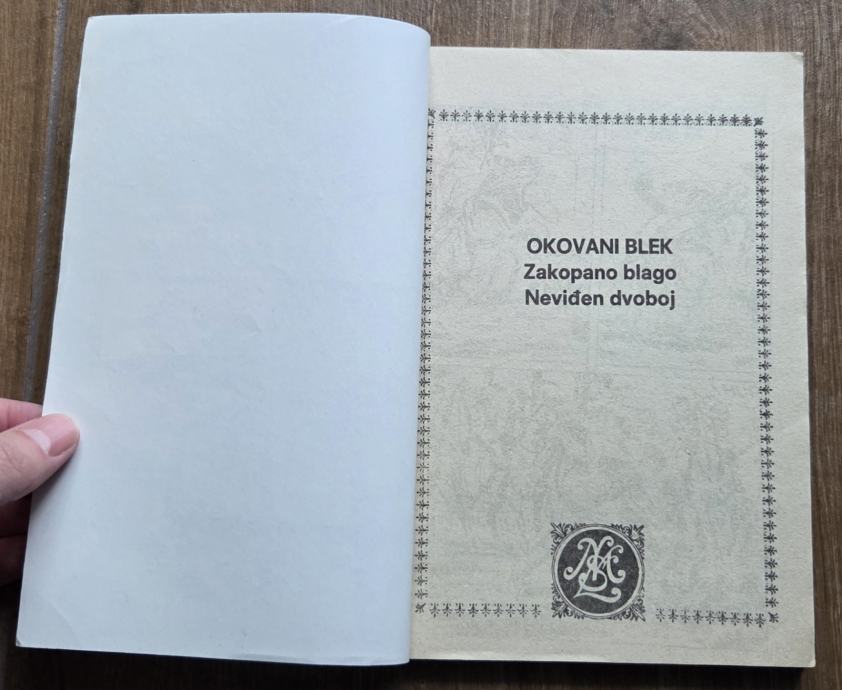 OKOVANI BLEK
Zakopano blago
Neviđen dvoboj